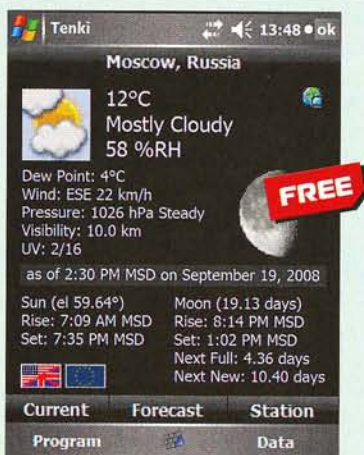 Tenki 13:48 ok
Moscow, Russia
12°C
Mostly Cloudy
58 %RH
FREE
Dew Point: 4°C
Wind: ESE 22 km/h
Pressure: 1026 hPa Steady
Visibility: 10.0 km
UV: 2/16
as of 2:30 PM MSD on September 19, 2008
Sun (el 59.64°)
Rise: 7:09 AM MSD
Set: 7:35 PM MSD
Moon (19.13 days)
Rise: 8:14 PM MSD
Set: 1:02 PM MSD
Next Full: 4.36 days
Next New: 10.40 days
Current Forecast Station
Program Data